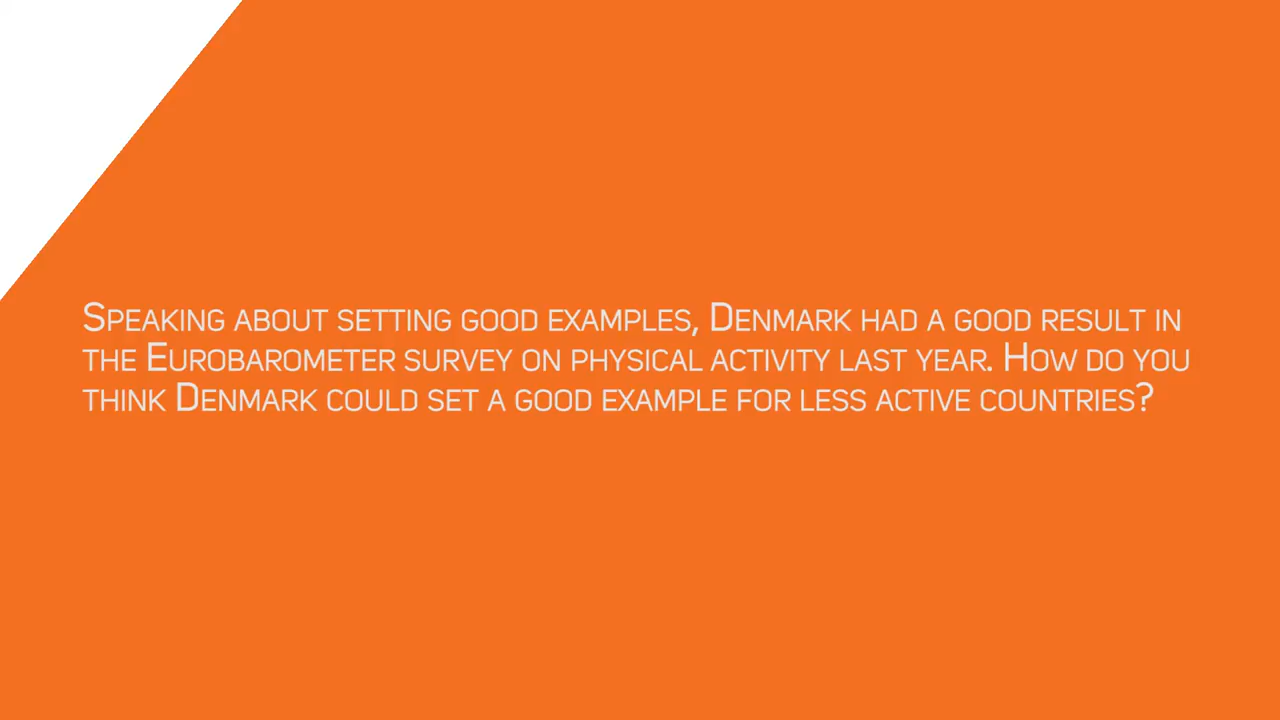 Speaking about setting good examples, Denmark had a good result in
the Eurobarometer survey on physical activity last year. How do you
think Denmark could set a good example for less active countries?